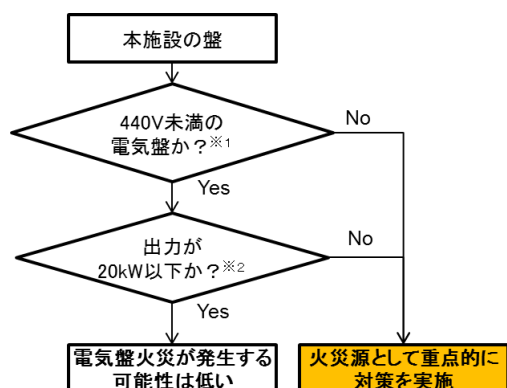 本施設の盤
440V未満の
電気盤か？※1
No
Yes
出力が
20kW以下か？※2
No
Yes
電気盤火災が発生する
可能性は低い
火災源として重点的に
対策を実施